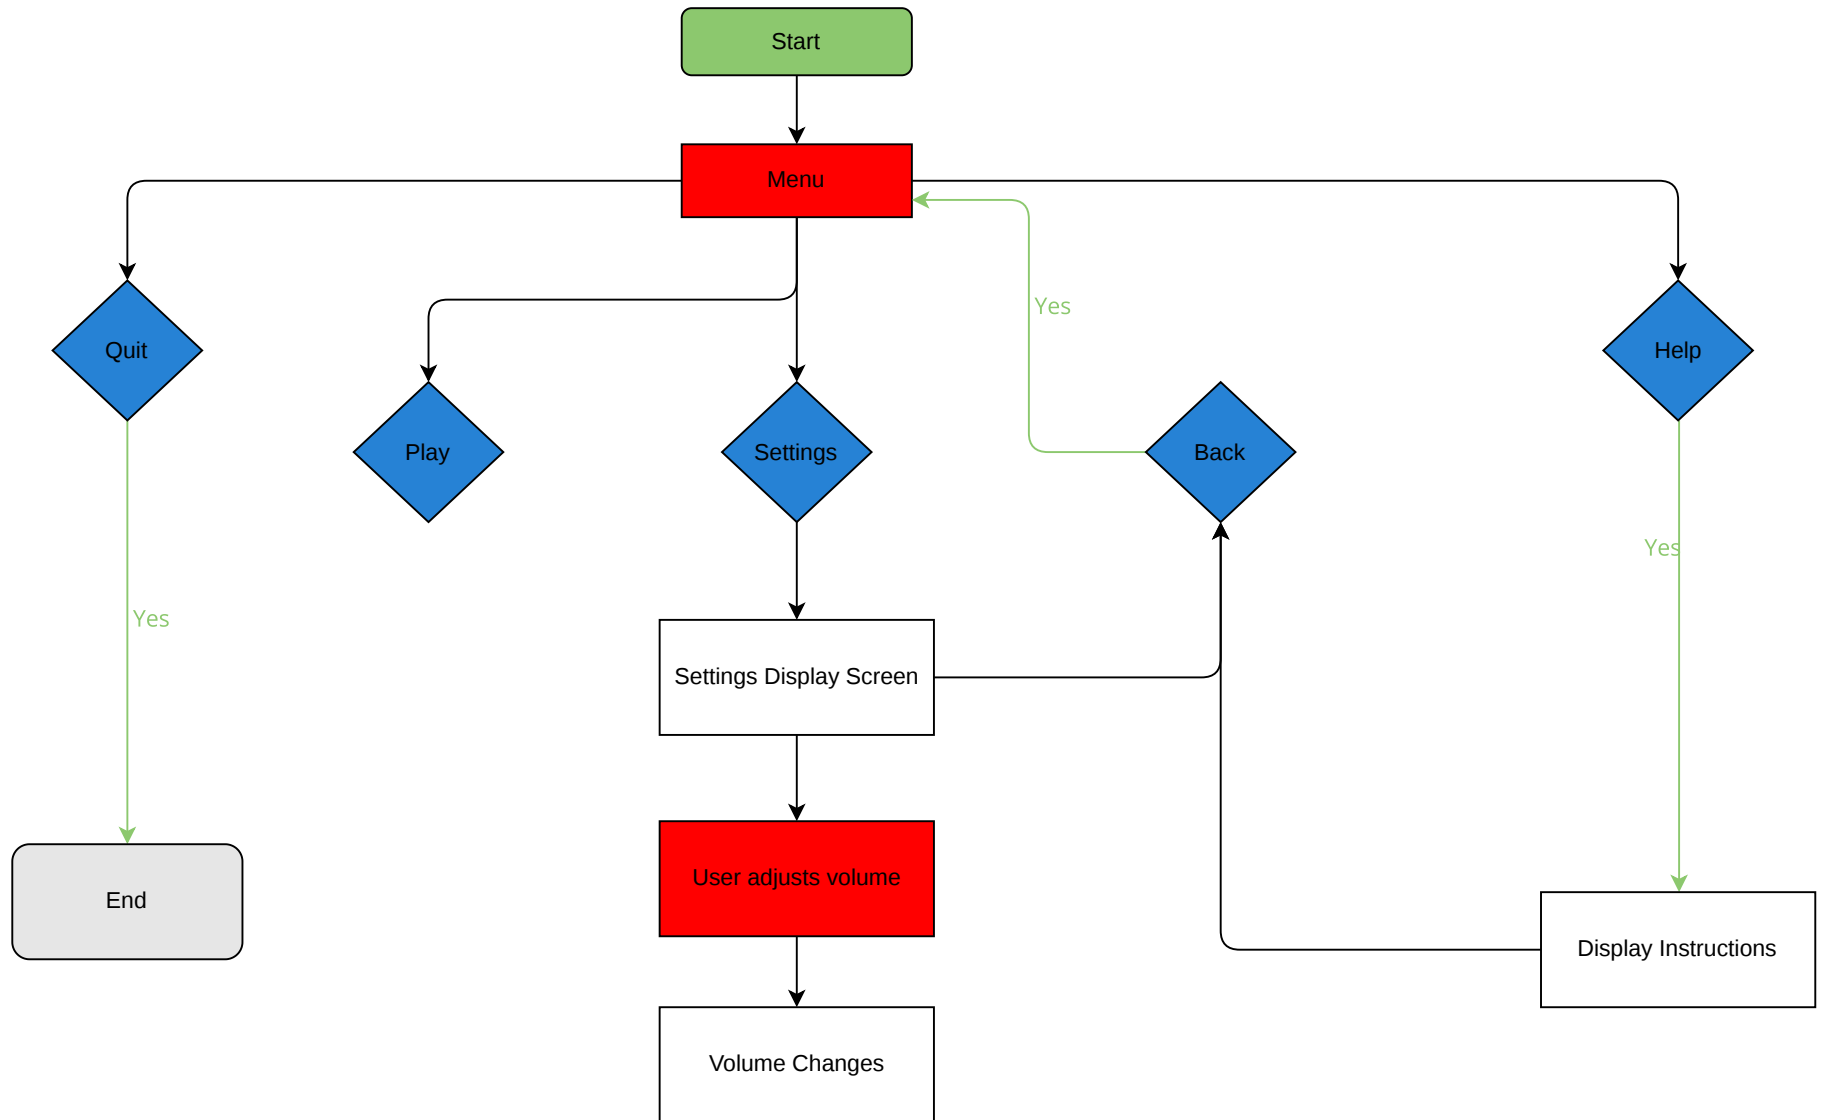 Start
Menu
Yes
Quit
Help
Play
Settings
Back
Yes
Yes
Settings Display Screen
User adjusts volume
End
Display Instructions
Volume Changes